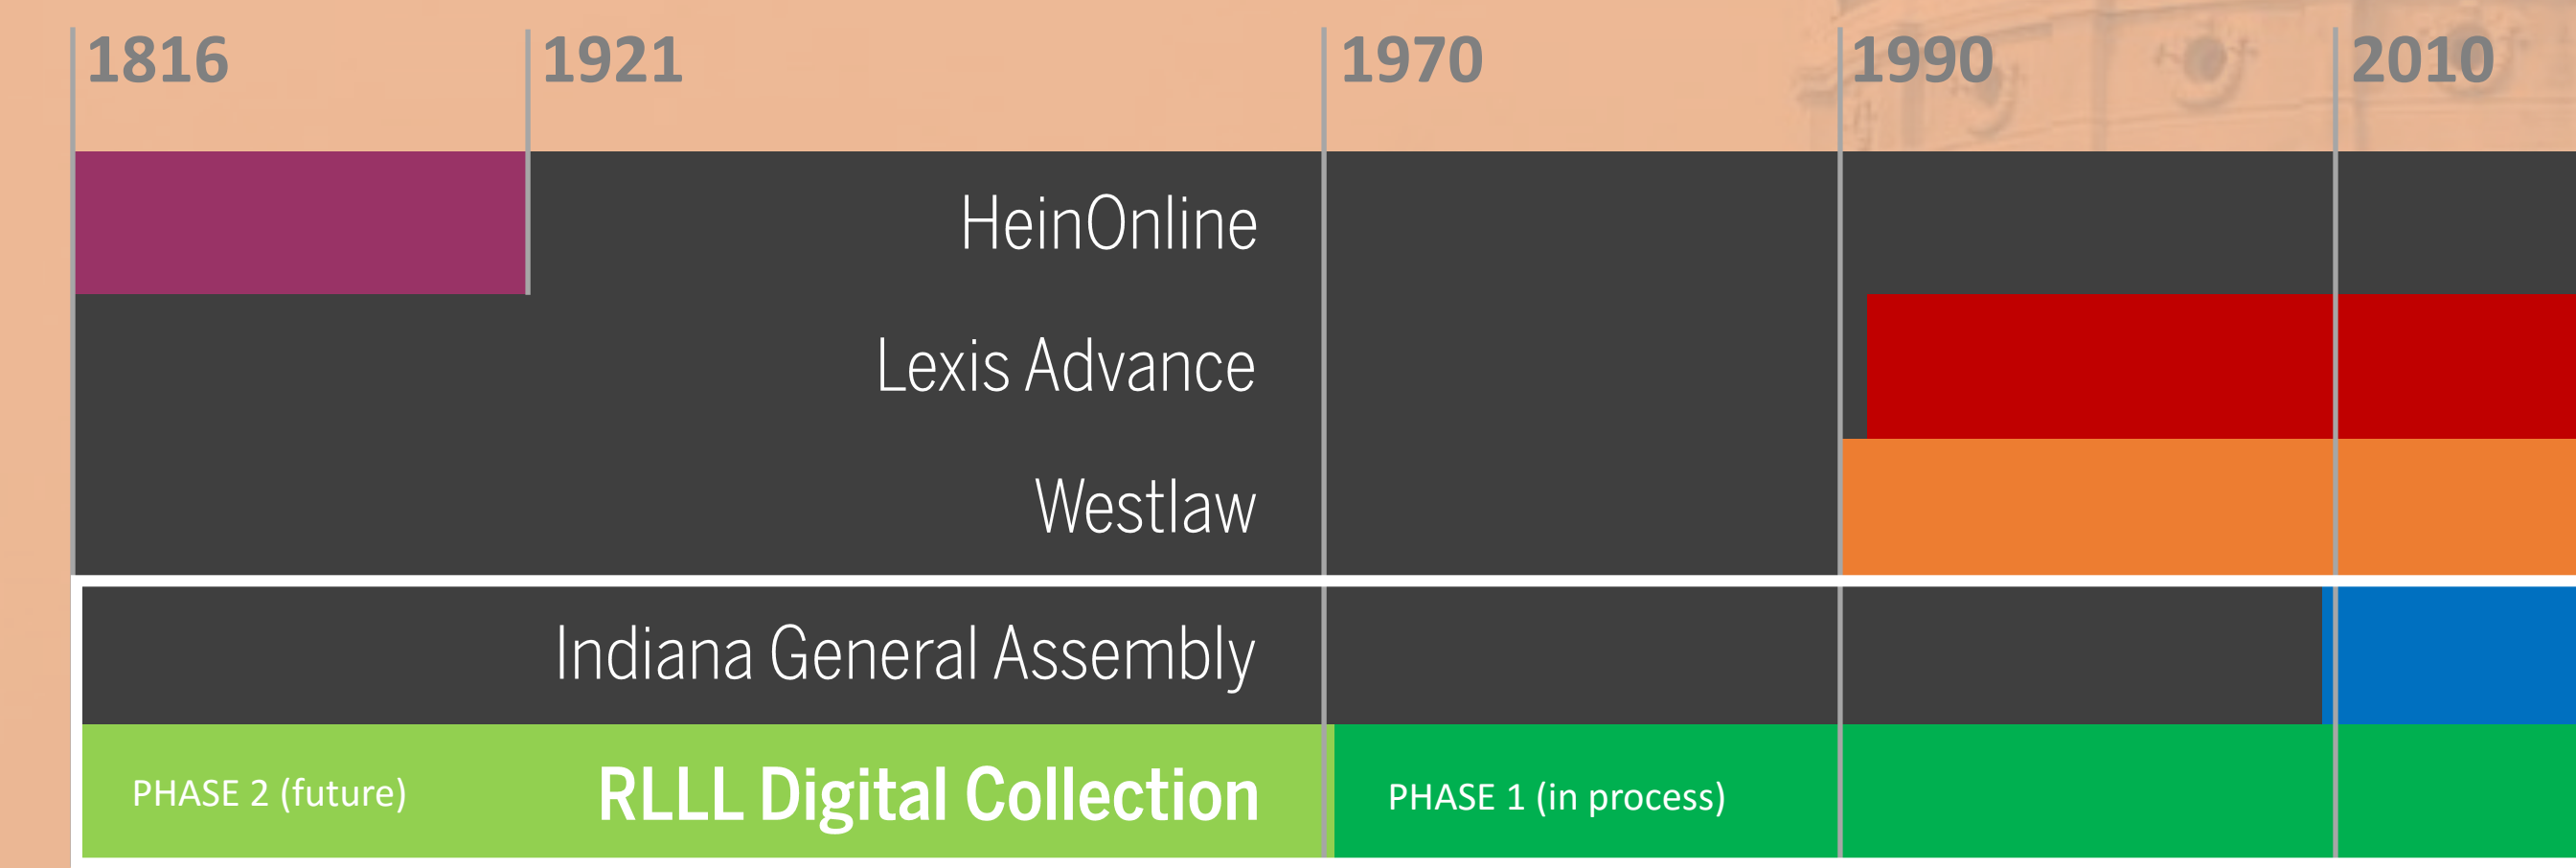 1816 1921 1970 1990 2010
HeinOnline
Lexis Advance
Westlaw
Indiana General Assembly
PHASE 2 (future) RLLL Digital Collection PHASE 1 (in process)